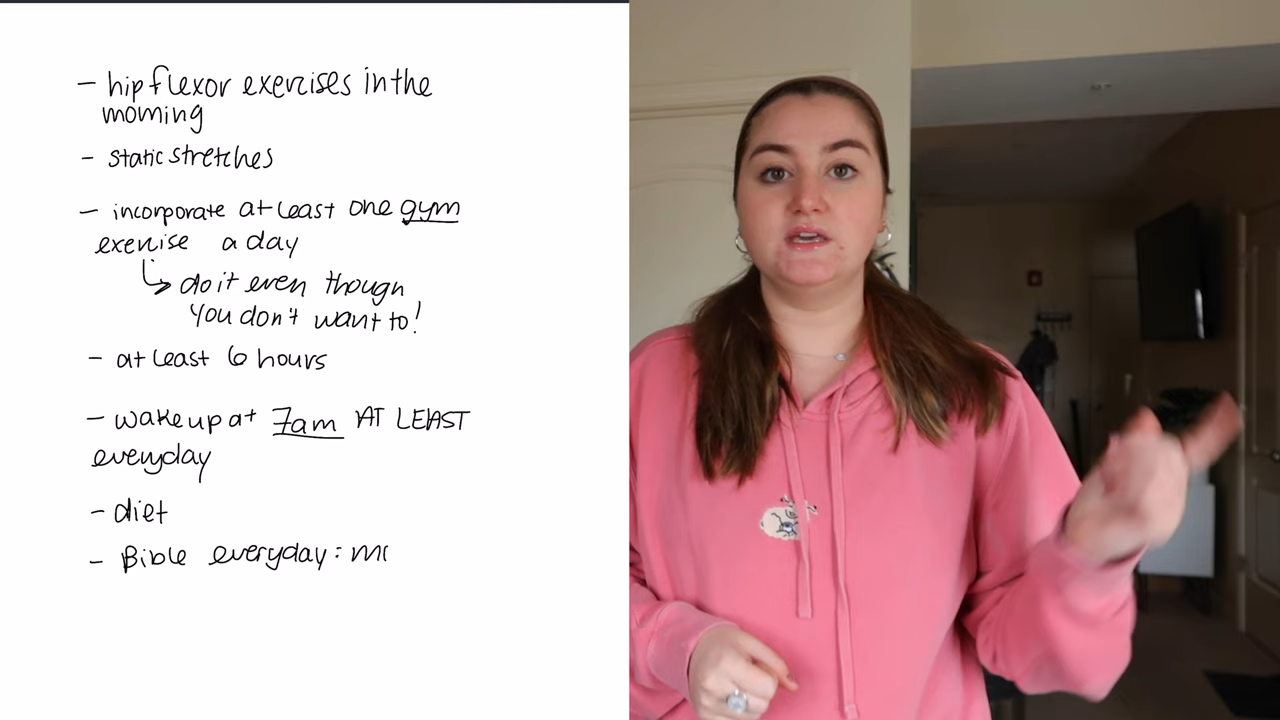 - hip flexor exercises in the
morning
- static stretches
- incorporate at least one gym
exercise a day
↳ do it even though
you don't want to!
- at least 6 hours
- wake up at 7am AT LEAST
everyday
- diet
- Bible everyday: mo